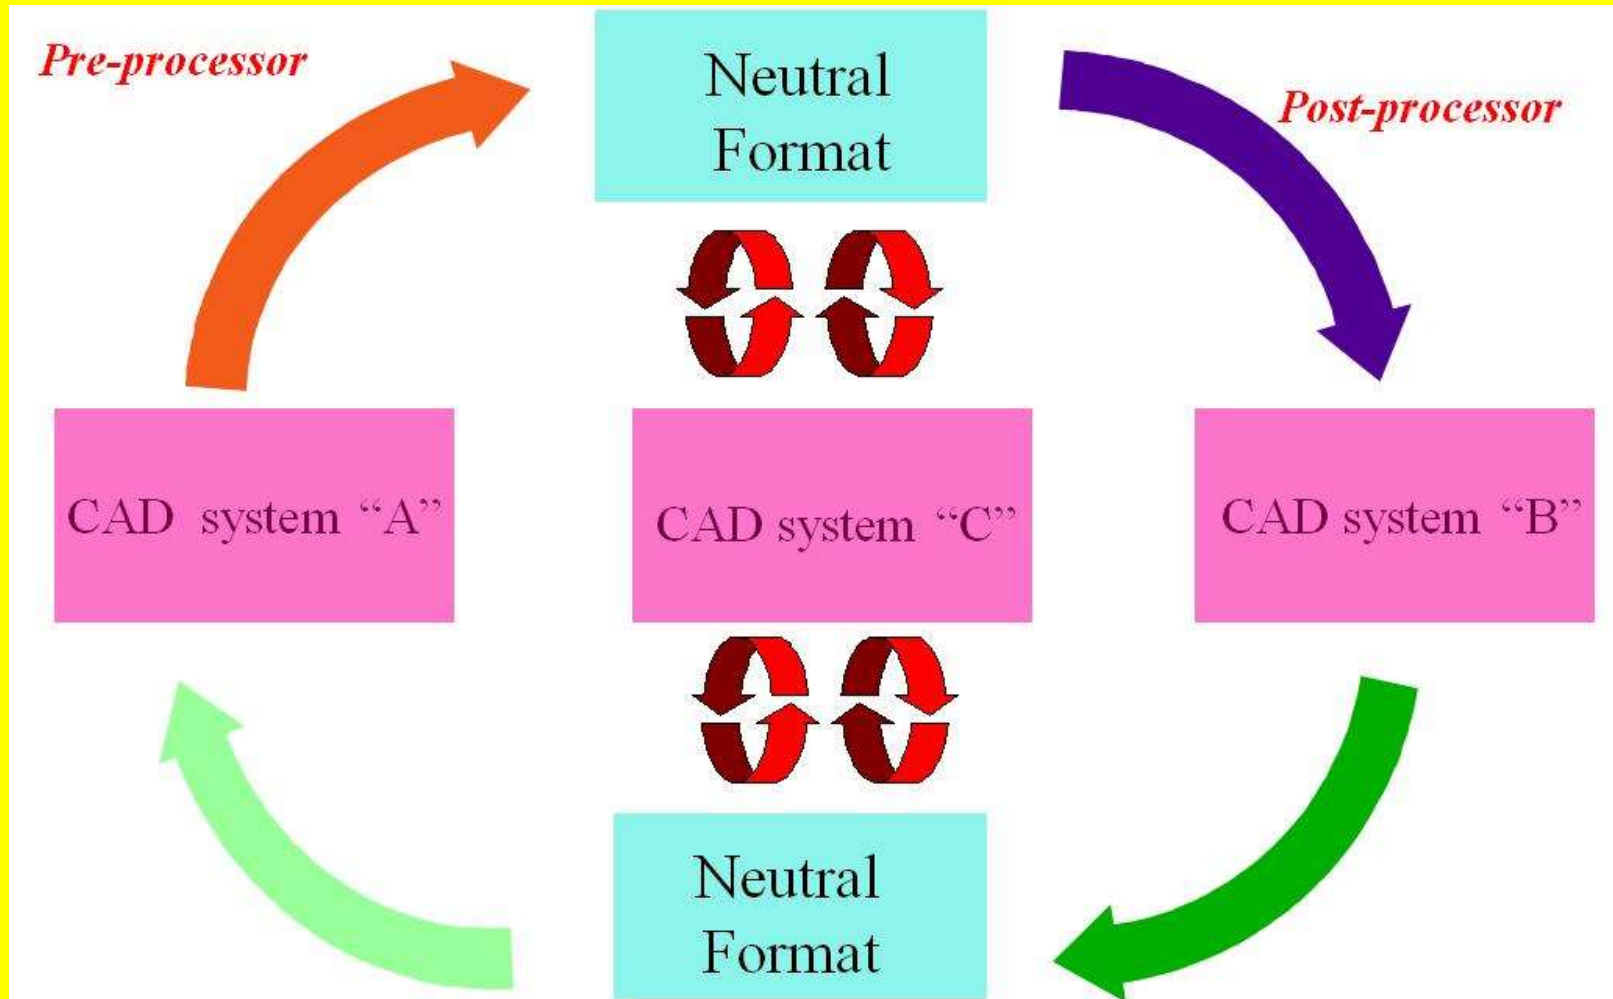 Pre-processor
Neutral
Format
Post-processor
CAD system “A”
CAD system “C”
CAD system “B”
Neutral
Format